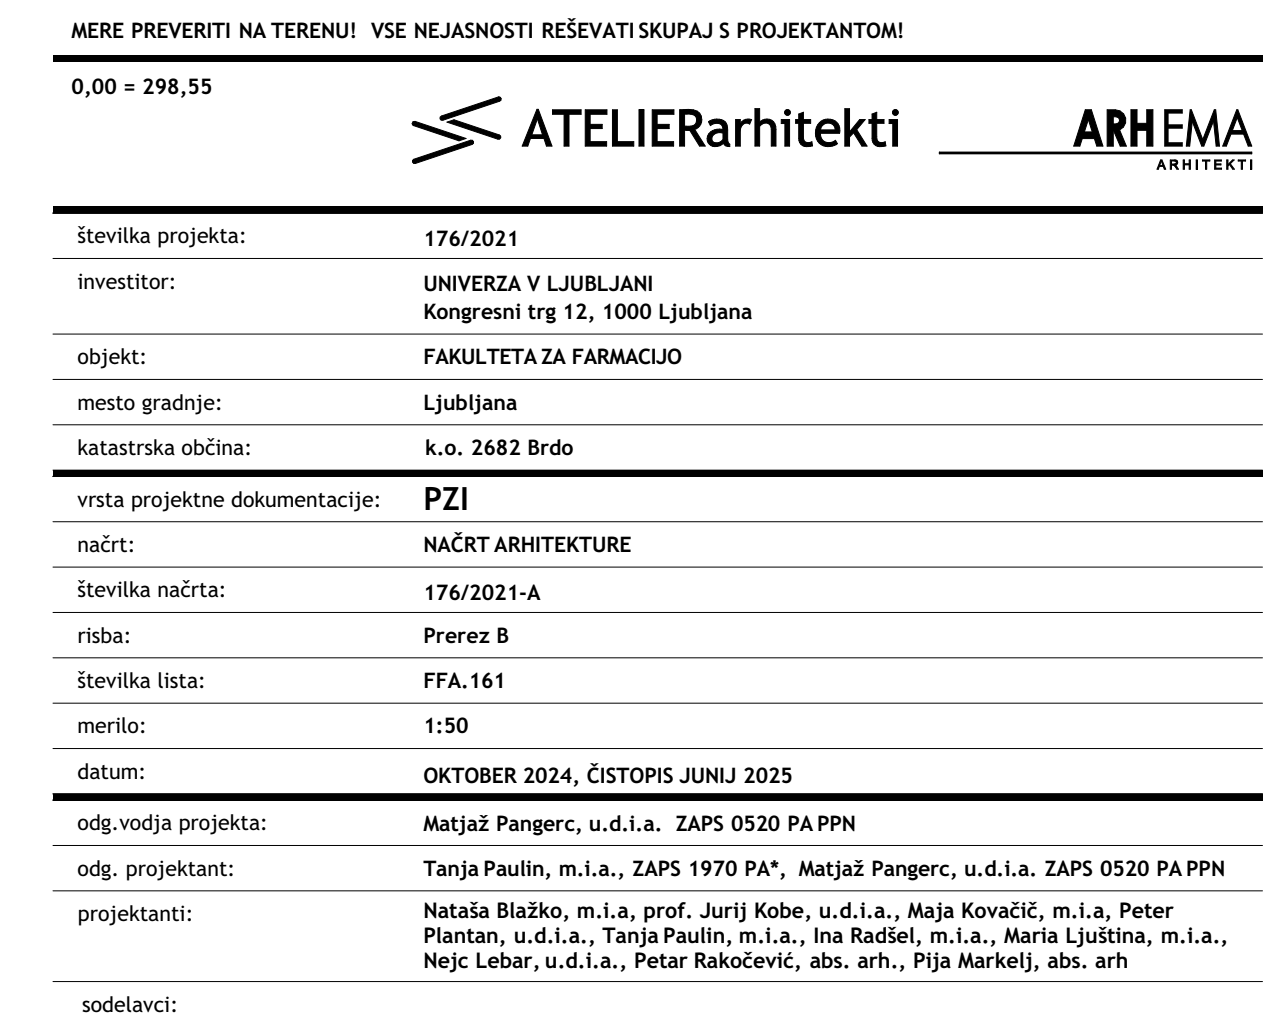 MERE PREVERITI NA TERENU! VSE NEJASNOSTI REŠEVATI SKUPAJ S PROJEKTANTOM!
0,00 = 298,55
ATELIERarhitekti
ARHEMA
ARHITEKTI
številka projekta: 176/2021
investitor: UNIVERZA V LJUBLJANI
Kongresni trg 12, 1000 Ljubljana
objekt: FAKULTETA ZA FARMACIJO
mesto gradnje: Ljubljana
katastrska občina: k.o. 2682 Brdo
vrsta projektne dokumentacije: PZI
načrt: NAČRT ARHITEKTURE
številka načrta: 176/2021-A
risba: Prerez B
številka lista: FFA.161
merilo: 1:50
datum: OKTOBER 2024, ČISTOPIS JUNIJ 2025
odg.vodja projekta: Matjaž Pangerc, u.d.i.a. ZAPS 0520 PA PPN
odg. projektant: Tanja Paulin, m.i.a., ZAPS 1970 PA*, Matjaž Pangerc, u.d.i.a. ZAPS 0520 PA PPN
projektanti: Nataša Blažko, m.i.a, prof. Jurij Kobe, u.d.i.a., Maja Kovačič, m.i.a, Peter
Plantan, u.d.i.a., Tanja Paulin, m.i.a., Ina Radšel, m.i.a., Maria Ljuština, m.i.a.,
Nejc Lebar, u.d.i.a., Petar Rakočević, abs. arh., Pija Markelj, abs. arh
sodelavci: